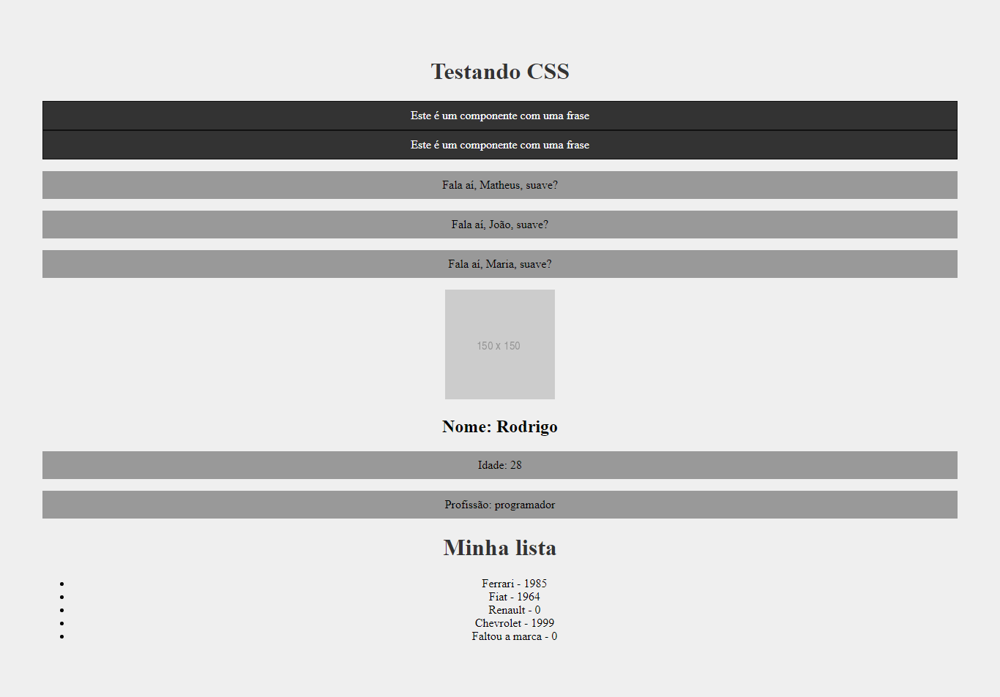 Testando CSS
Este é um componente com uma frase
Este é um componente com uma frase
Fala aí, Matheus, suave?
Fala aí, João, suave?
Fala aí, Maria, suave?
150 x 150
Nome: Rodrigo
Idade: 28
Profissão: programador
Minha lista
Ferrari - 1985
Fiat - 1964
Renault - 0
Chevrolet - 1999
Faltou a marca - 0